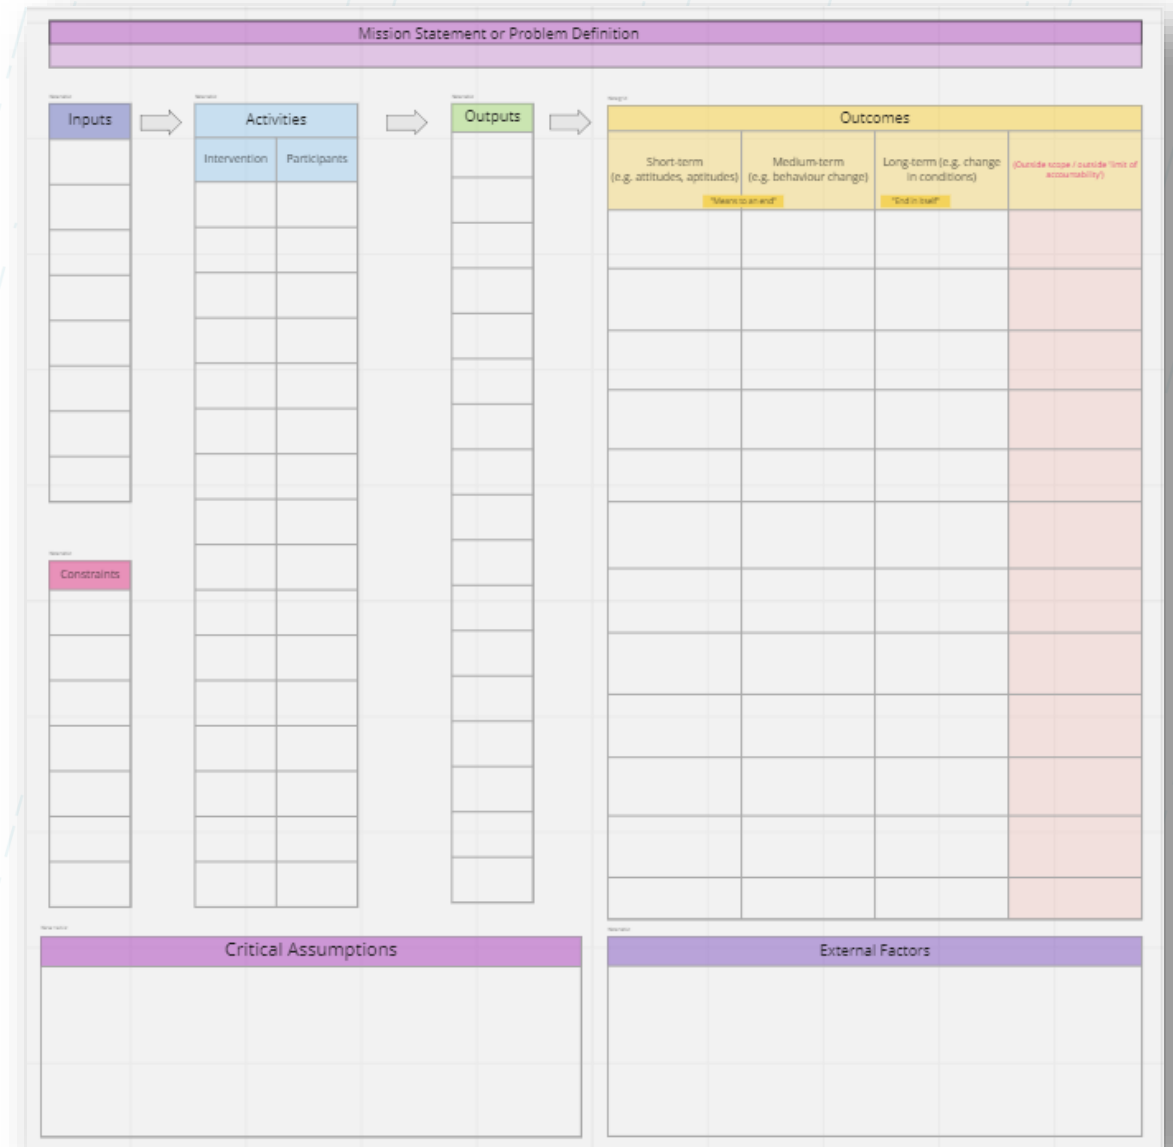 Mission Statement or Problem Definition
Inputs
Activities
Intervention
Participants
Outputs
Outcomes
Short-term
(e.g. attitudes, aptitudes)
Medium-term
(e.g. behaviour change)
Long-term (e.g. change
in conditions)
(Outside scope / outside 'limit of
accountability')
"Means to an end"
"End in itself"
Constraints
Critical Assumptions
External Factors